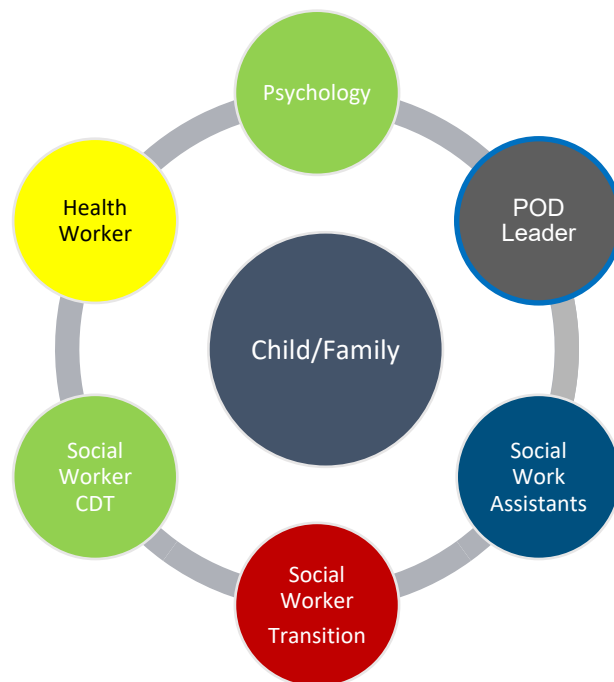 Psychology
POD
Leader
Health
Worker
Child/Family
Social
Work
Assistants
Social
Worker
CDT
Social
Worker
Transition